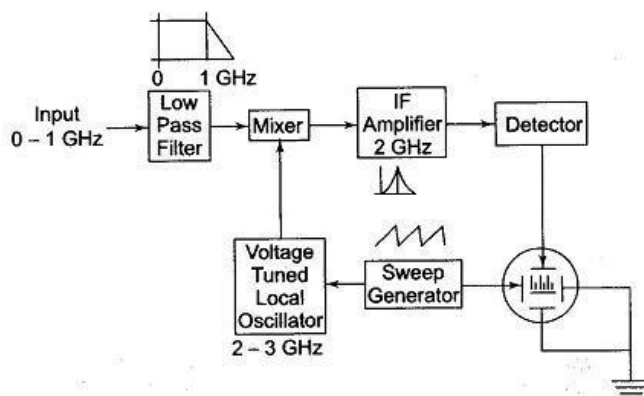 0 1 GHz
Input
0 – 1 GHz
Low
Pass
Filter
Mixer
IF
Amplifier
2 GHz
Detector
Voltage
Tuned
Local
Oscillator
2 – 3 GHz
Sweep
Generator